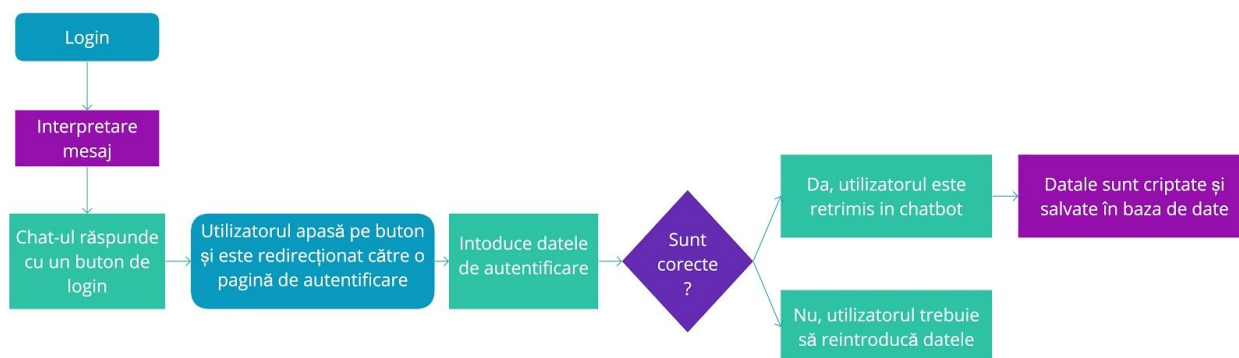 Login
Interpretare
mesaj
Chat-ul răspunde
cu un buton de
login
Utilizatorul apasă pe buton
și este redirecționat către o
pagină de autentificare
Intoduce datele
de autentificare
Sunt
corecte
?
Da, utilizatorul este
retrimis in chatbot
Datale sunt criptate și
salvate în baza de date
Nu, utilizatorul trebuie
să reintroducă datele